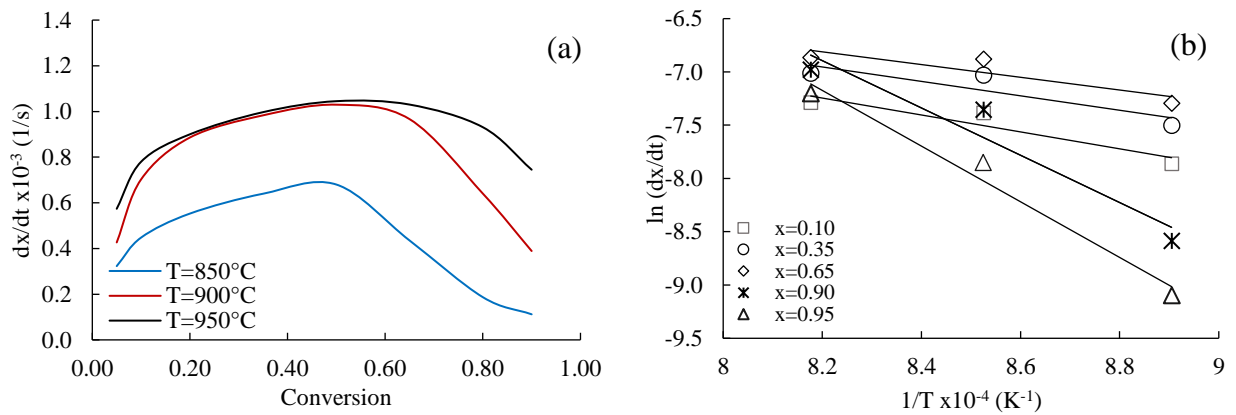 (a)
dx/dt x10⁻³ (1/s)
1.4
1.2
1.0
0.8
0.6
0.4
0.2
0.0
T=850°C
T=900°C
T=950°C
0.00 0.20 0.40 0.60 0.80 1.00
Conversion
(b)
ln (dx/dt)
-6.5
-7.0
-7.5
-8.0
-8.5
-9.0
-9.5
x=0.10
x=0.35
x=0.65
x=0.90
x=0.95
8 8.2 8.4 8.6 8.8 9
1/T x10⁻⁴ (K⁻¹)